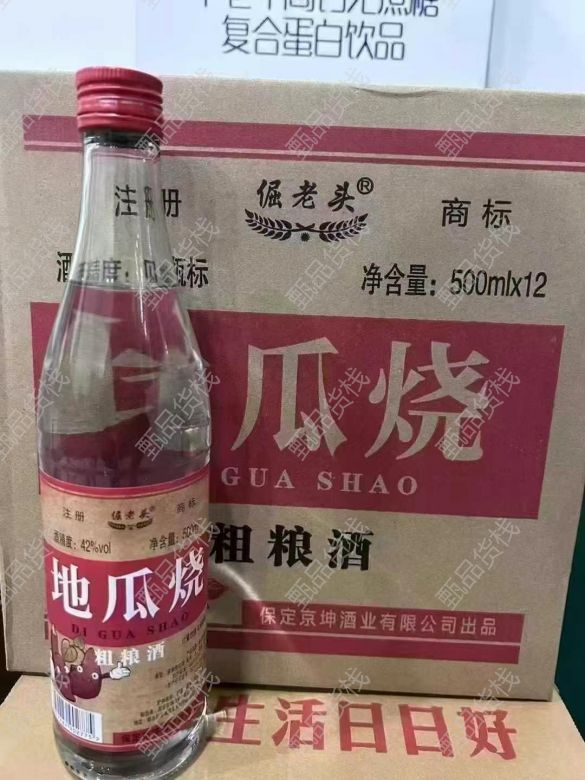 复合蛋白饮品
注册 倔老头® 商标
酒精度：见瓶标 净含量：500mlx12
瓜烧
GUA SHAO
粗粮酒
保定京坤酒业有限公司出品
注册 倔老头 商标
酒精度：42%vol 净含量：500m
地瓜烧
DI GUA SHAO
粗粮酒
生活日日好
甄品货栈